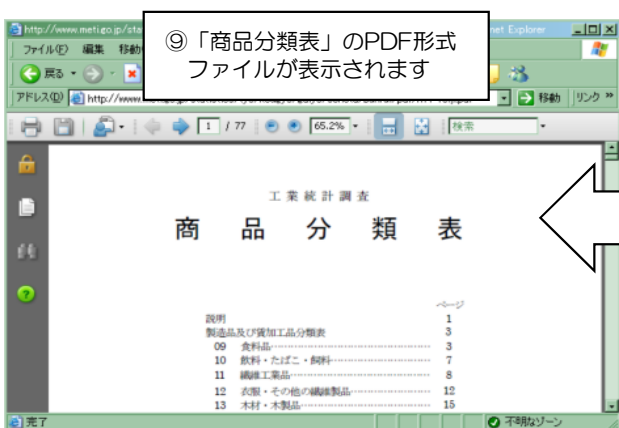 http://www.meti.go.jp/sta
net Explorer
⑨「商品分類表」のPDF形式
ファイルが表示されます
ファイル(F) 編集 移動
戻る
アドレス(D) http://www. 移動 リンク »
1 / 77 65.2% 検索
工業統計調査
商品分類表
ページ
説明 1
製造品及び賃加工品分類表 3
09 食料品 3
10 飲料・たばこ・飼料 7
11 繊維工業品 8
12 衣服・その他の繊維製品 12
13 木材・木製品 15
完了 不明なゾーン